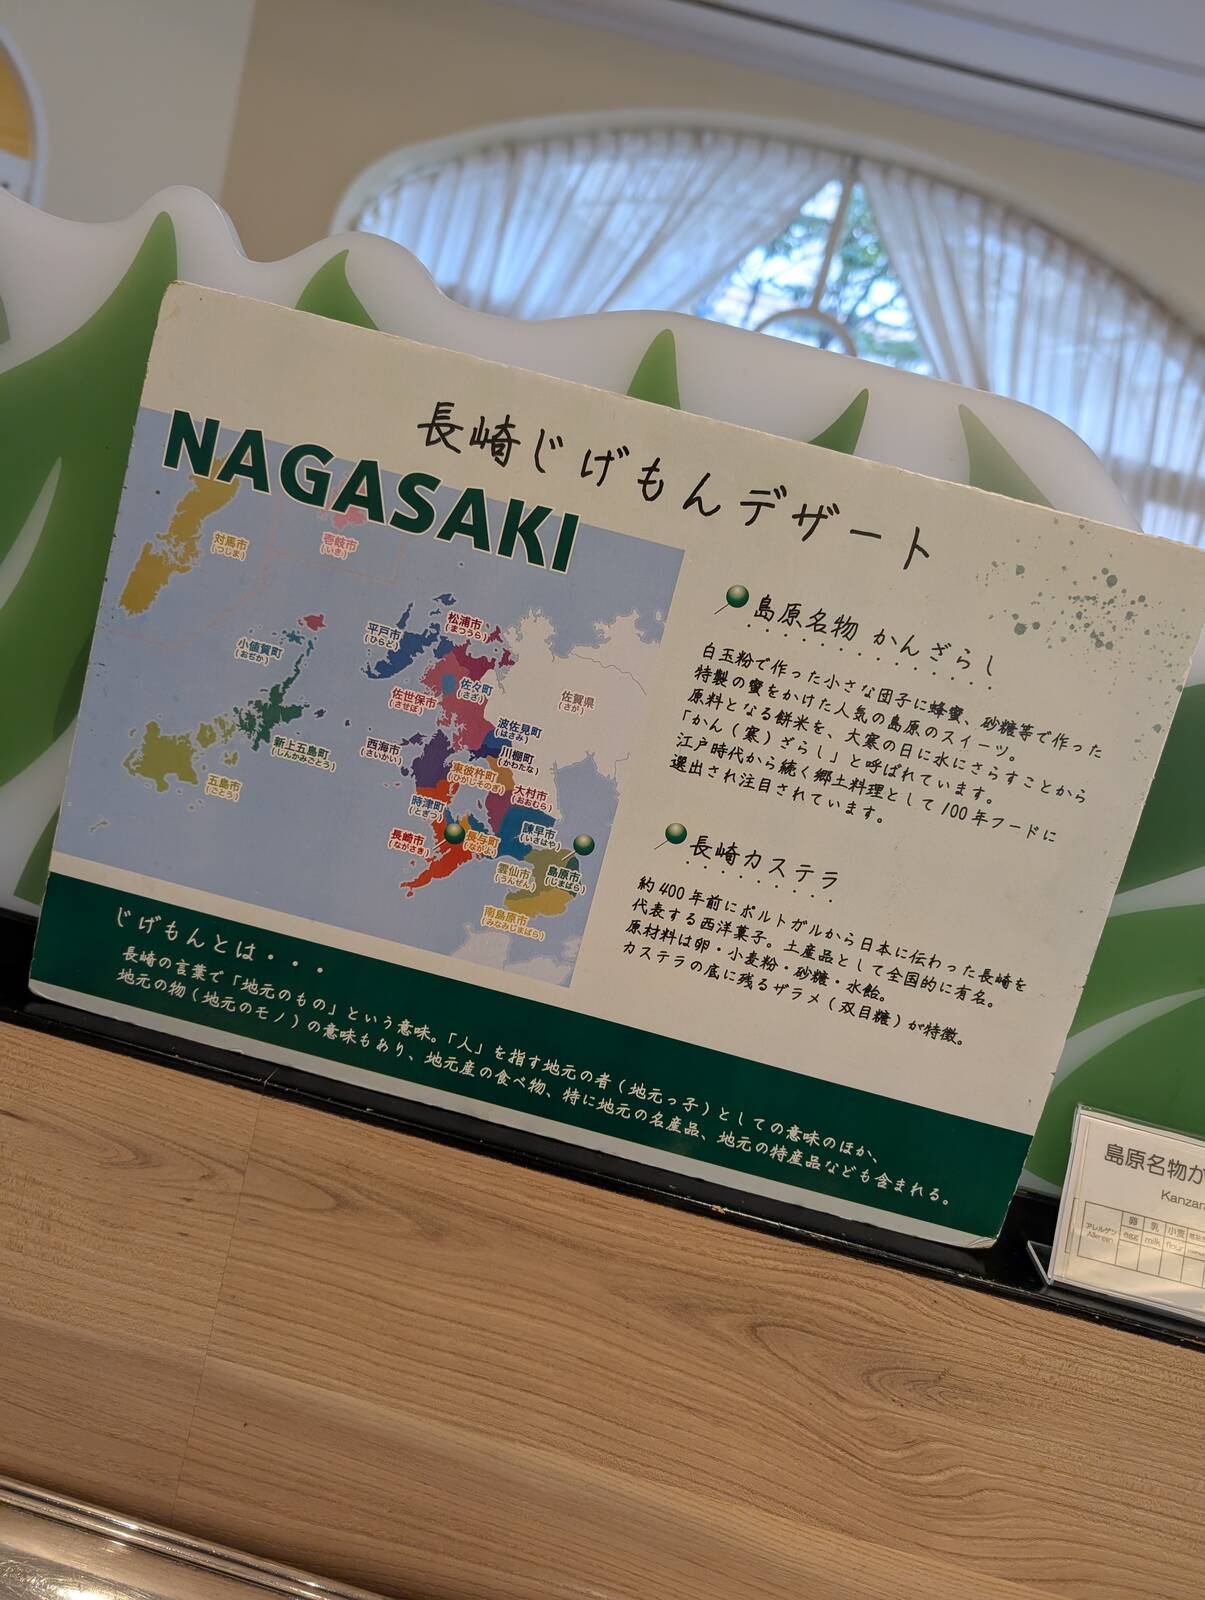 長崎じげもんデザート
NAGASAKI
対馬市
(つしま)
壱岐市
(いき)
小値賀町
(おぢか)
平戸市
(ひらど)
松浦市
(まつうら)
佐々町
(さざ)
佐世保市
(させぼ)
佐賀県
(さが)
波佐見町
(はさみ)
川棚町
(かわたな)
西海市
(さいかい)
東彼杵町
(ひがしそのぎ)
新上五島町
(しんかみごとう)
五島市
(ごとう)
大村市
(おおむら)
時津町
(とぎつ)
長崎市
(ながさき)
長与町
(ながよ)
諫早市
(いさはや)
雲仙市
(うんぜん)
島原市
(しまばら)
南島原市
(みなみしまばら)
島原名物 かんざらし
白玉粉で作った小さな団子に蜂蜜、砂糖等で作った
特製の蜜をかけた人気の島原のスイーツ。
原料となる餅米を、大寒の日に水にさらすことから
「かん(寒)ざらし」と呼ばれています。
江戸時代から続く郷土料理として100年フードに
選出され注目されています。
長崎カステラ
約400年前にポルトガルから日本に伝わった長崎を
代表する西洋菓子。土産品として全国的に有名。
原材料は卵・小麦粉・砂糖・水飴。
カステラの底に残るザラメ(双目糖)が特徴。
じげもんとは・・・
長崎の言葉で「地元のもの」という意味。「人」を指す地元の者(地元っ子)としての意味のほか、
地元の物(地元のモノ)の意味もあり、地元産の食べ物、特に地元の名産品、地元の特産品なども含まれる。
島原名物か
Kanzar
アレルゲン
Allergen
卵 乳 小麦
egg milk flour